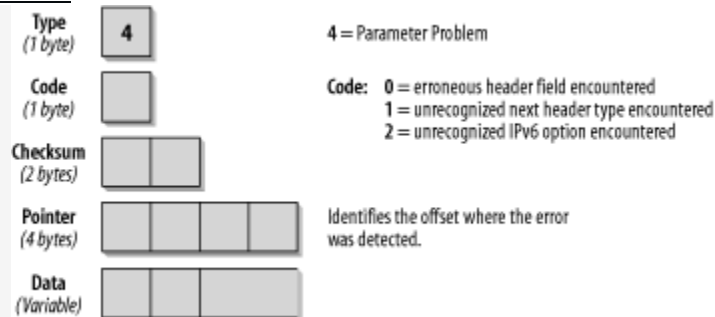 Type
(1 byte)
4
4 = Parameter Problem
Code
(1 byte)
Code: 0 = erroneous header field encountered
1 = unrecognized next header type encountered
2 = unrecognized IPv6 option encountered
Checksum
(2 bytes)
Pointer
(4 bytes)
Identifies the offset where the error
was detected.
Data
(Variable)